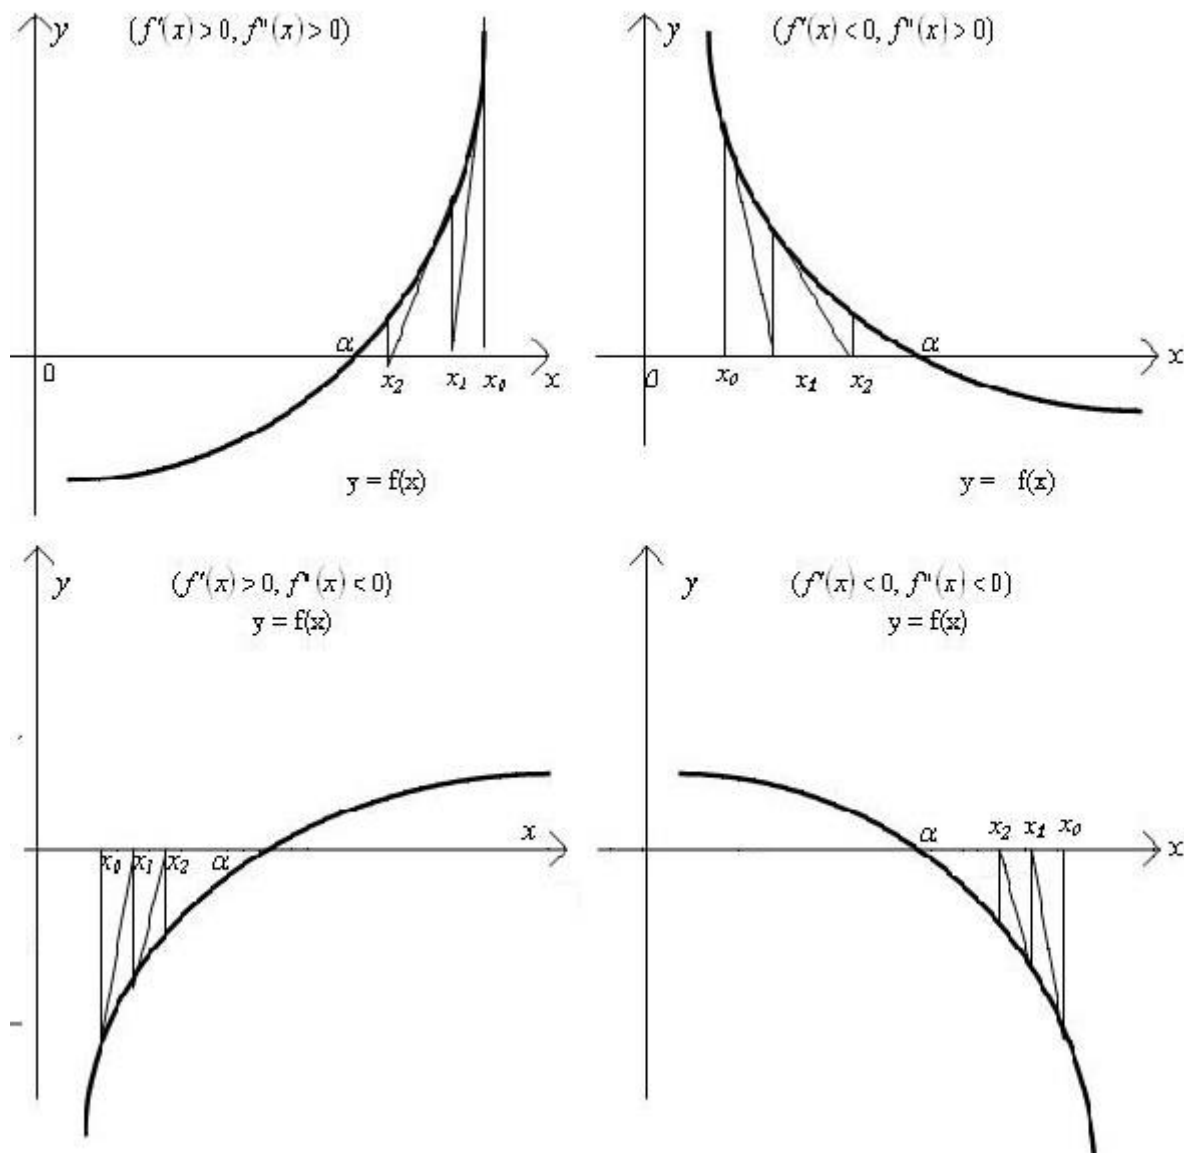 y (f'(x) > 0, f"(x) > 0)
α
0 x₂ x₁ x₀ x
y = f(x)
y (f'(x) < 0, f"(x) > 0)
α x
0 x₀ x₁ x₂
y = f(x)
y (f'(x) > 0, f"(x) < 0)
y = f(x)
x
x₀ x₁ x₂ α
y (f'(x) < 0, f"(x) < 0)
y = f(x)
α x₂ x₁ x₀
x